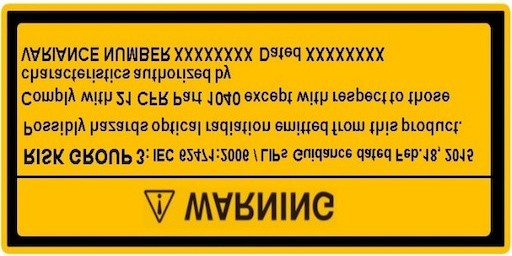 WARNING
RISK GROUP 3: IEC 62471:2006 / LIPs Guidance dated Feb.18, 2015
Possibly hazards optical radiation emitted from this product.
Comply with 21 CFR Part 1040 except with respect to those
characteristics authorized by
VARIANCE NUMBER XXXXXXXX Dated XXXXXXXX